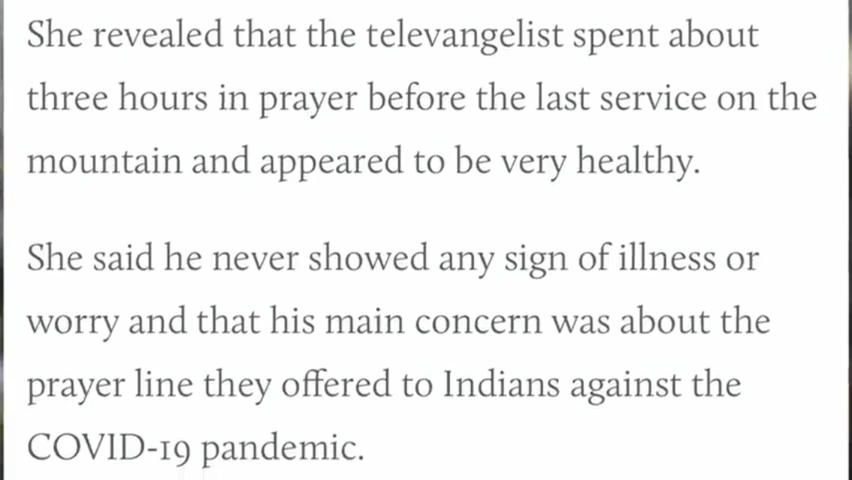 She revealed that the televangelist spent about
three hours in prayer before the last service on the
mountain and appeared to be very healthy.
She said he never showed any sign of illness or
worry and that his main concern was about the
prayer line they offered to Indians against the
COVID-19 pandemic.